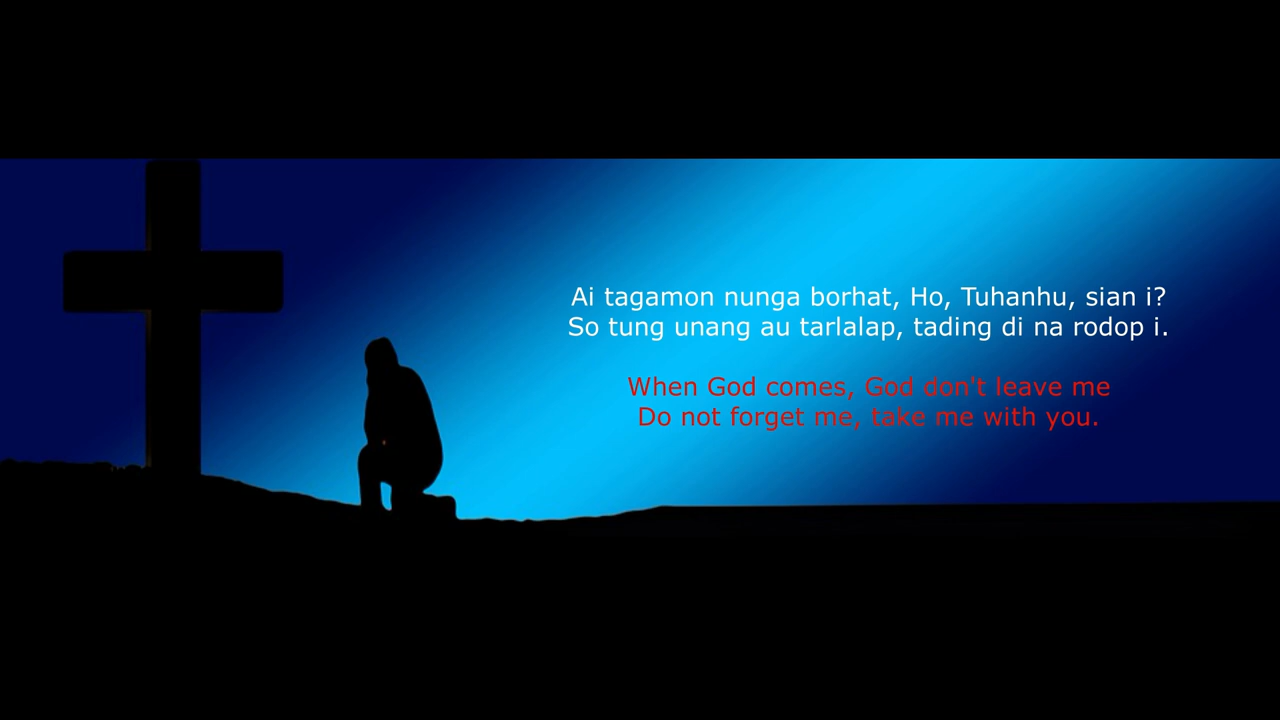 Ai tagamon nunga borhat, Ho, Tuhanhu, sian i?
So tung unang au tarlalap, tading di na rodop i.
When God comes, God don't leave me
Do not forget me, take me with you.